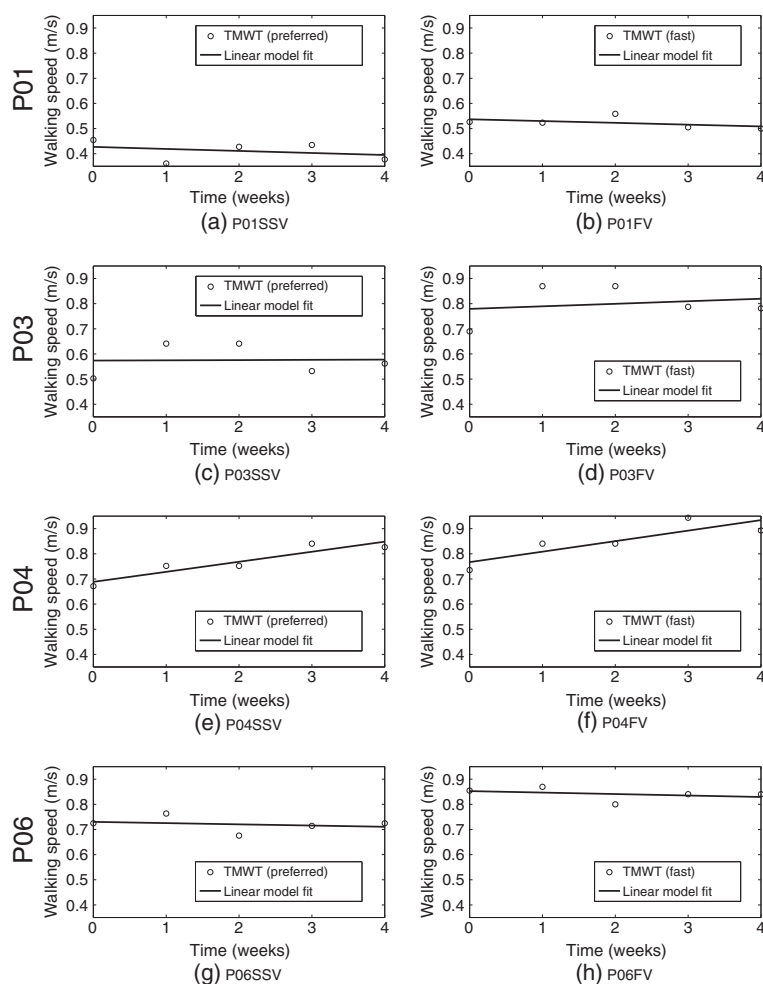 P01
Walking speed (m/s)
0.9
0.8
0.7
0.6
0.5
0.4
0 1 2 3 4
TMWT (preferred)
Linear model fit
Time (weeks)
(a) P01SSV
Walking speed (m/s)
0.9
0.8
0.7
0.6
0.5
0.4
0 1 2 3 4
TMWT (fast)
Linear model fit
Time (weeks)
(b) P01FV
P03
Walking speed (m/s)
0.9
0.8
0.7
0.6
0.5
0.4
0 1 2 3 4
TMWT (preferred)
Linear model fit
Time (weeks)
(c) P03SSV
Walking speed (m/s)
0.9
0.8
0.7
0.6
0.5
0.4
0 1 2 3 4
TMWT (fast)
Linear model fit
Time (weeks)
(d) P03FV
P04
Walking speed (m/s)
0.9
0.8
0.7
0.6
0.5
0.4
0 1 2 3 4
TMWT (preferred)
Linear model fit
Time (weeks)
(e) P04SSV
Walking speed (m/s)
0.9
0.8
0.7
0.6
0.5
0.4
0 1 2 3 4
TMWT (fast)
Linear model fit
Time (weeks)
(f) P04FV
P06
Walking speed (m/s)
0.9
0.8
0.7
0.6
0.5
0.4
0 1 2 3 4
TMWT (preferred)
Linear model fit
Time (weeks)
(g) P06SSV
Walking speed (m/s)
0.9
0.8
0.7
0.6
0.5
0.4
0 1 2 3 4
TMWT (fast)
Linear model fit
Time (weeks)
(h) P06FV